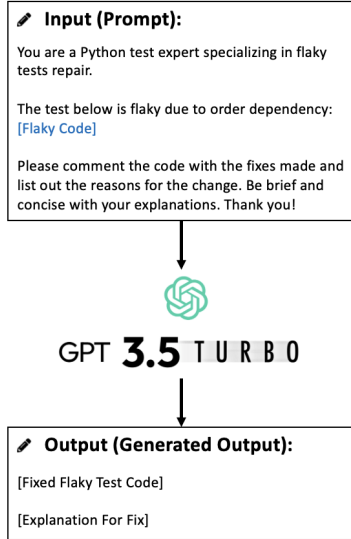 Input (Prompt):
You are a Python test expert specializing in flaky
tests repair.
The test below is flaky due to order dependency:
[Flaky Code]
Please comment the code with the fixes made and
list out the reasons for the change. Be brief and
concise with your explanations. Thank you!
GPT 3.5 TURBO
Output (Generated Output):
[Fixed Flaky Test Code]
[Explanation For Fix]